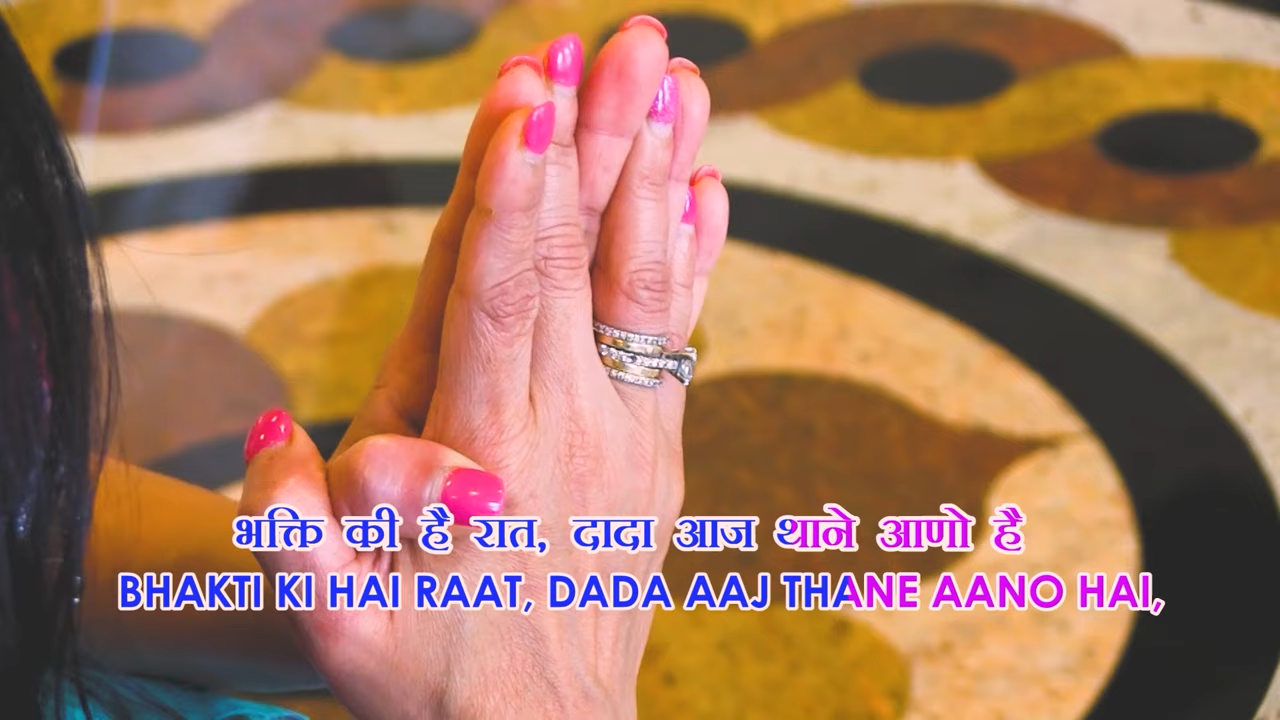 भक्ति की है रात, दादा आज थाने आणो है
BHAKTI KI HAI RAAT, DADA AAJ THANE AANO HAI,